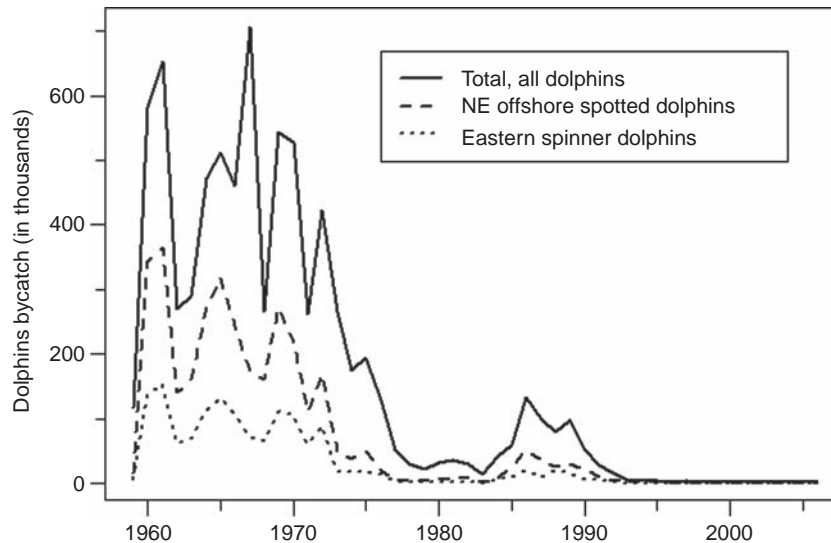 Dolphins bycatch (in thousands)
600
400
200
0
Total, all dolphins
NE offshore spotted dolphins
Eastern spinner dolphins
1960 1970 1980 1990 2000